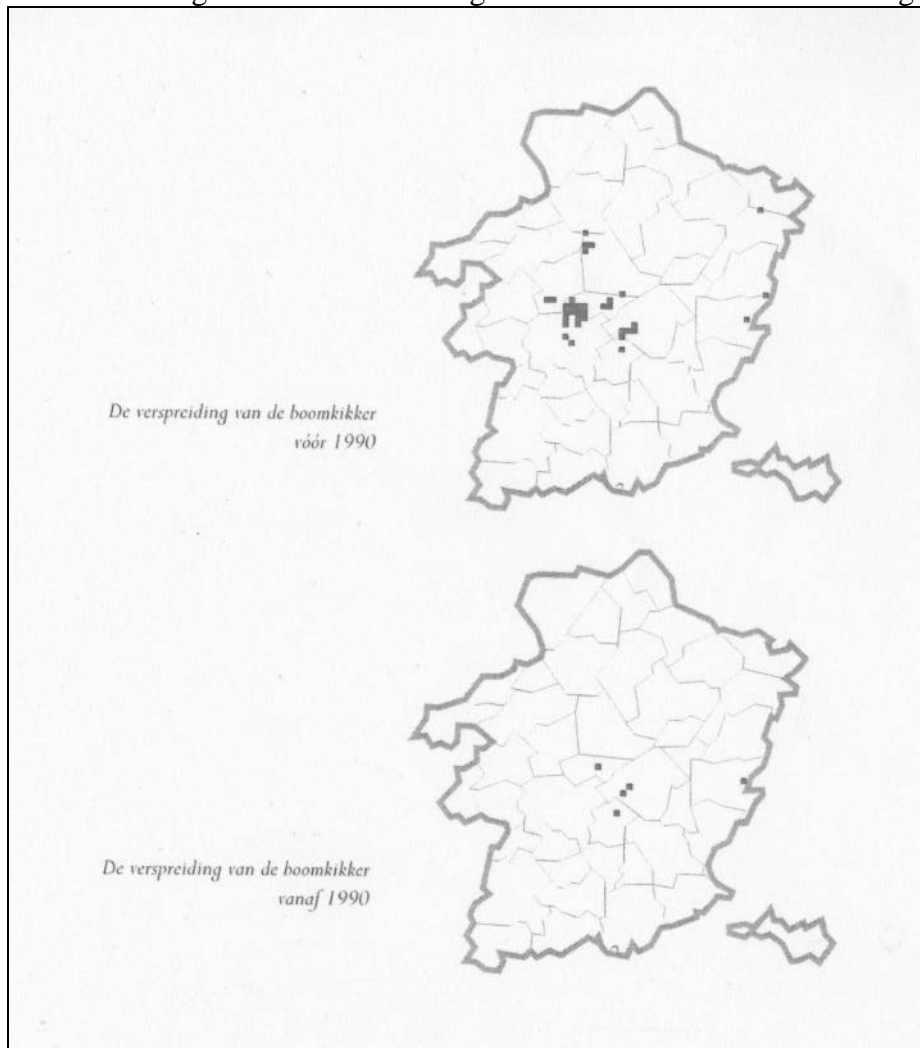 De verspreiding van de boomkikker
vóór 1990
De verspreiding van de boomkikker
vanaf 1990